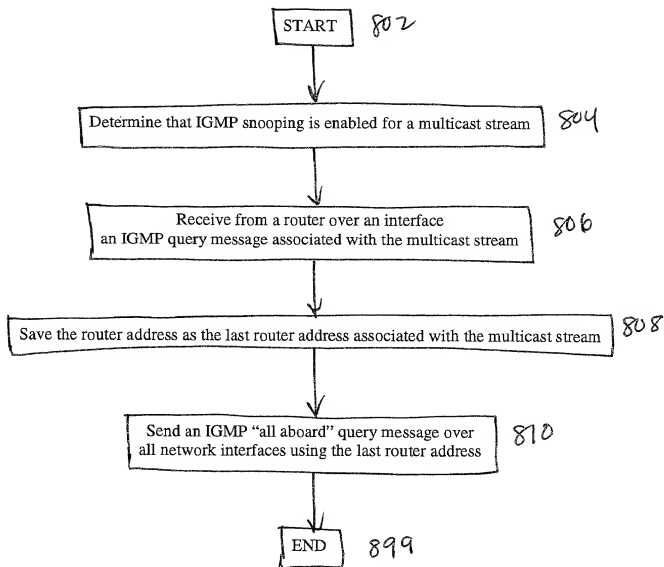 START 802
Determine that IGMP snooping is enabled for a multicast stream 804
Receive from a router over an interface
an IGMP query message associated with the multicast stream 806
Save the router address as the last router address associated with the multicast stream 808
Send an IGMP “all aboard” query message over
all network interfaces using the last router address 810
END 899